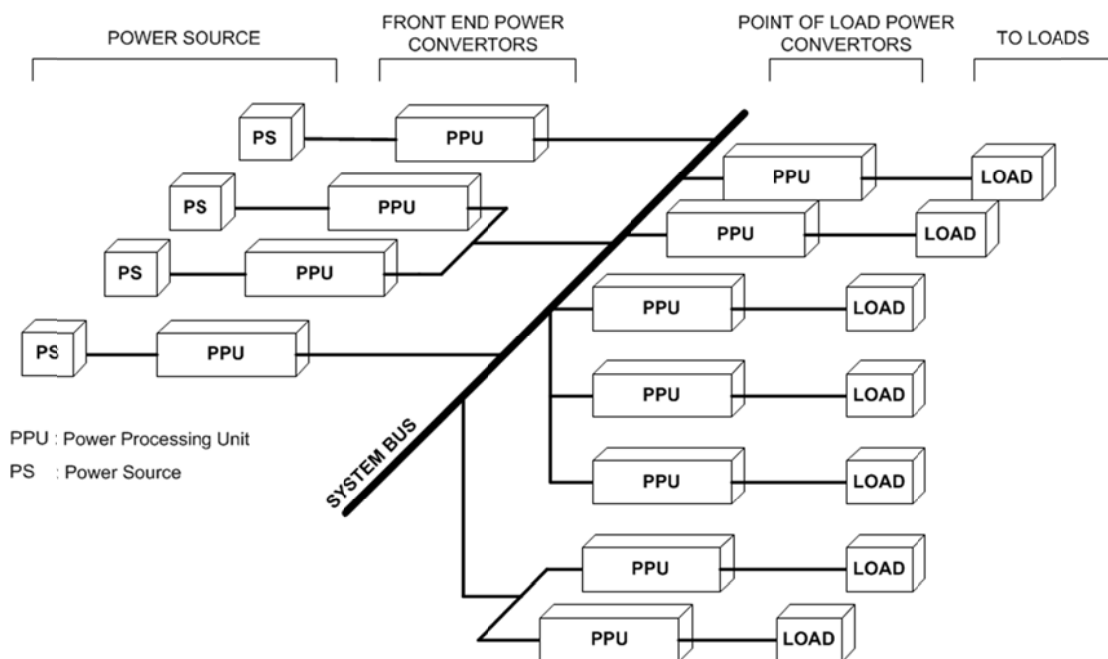 POWER SOURCE
FRONT END POWER
CONVERTORS
POINT OF LOAD POWER
CONVERTORS
TO LOADS
PS
PPU
PPU
LOAD
PS
PPU
PPU
LOAD
PS
PPU
PPU
LOAD
PS
PPU
PPU
LOAD
PPU : Power Processing Unit
PS : Power Source
SYSTEM BUS
PPU
LOAD
PPU
LOAD
PPU
LOAD